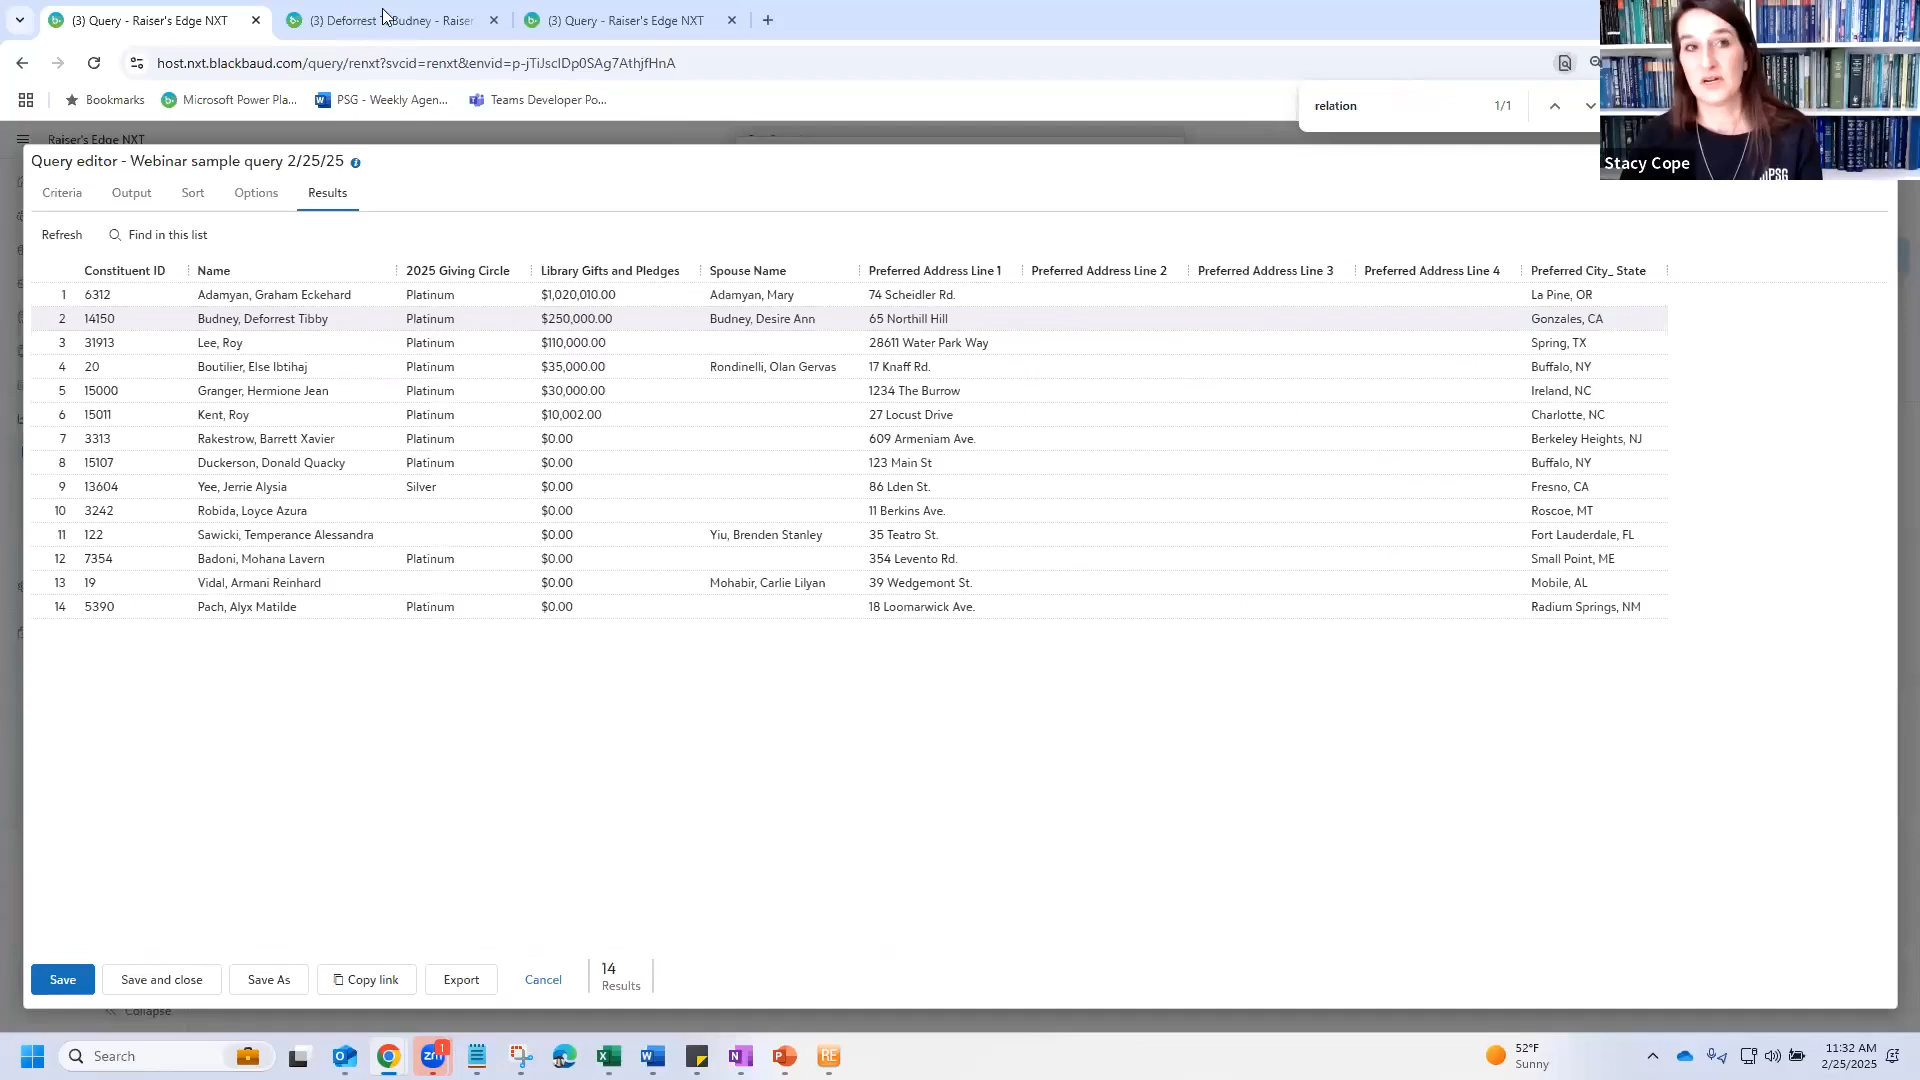 (3) Query - Raiser's Edge NXT
(3) Deforrest T Budney - Raiser
(3) Query - Raiser's Edge NXT
host.nxt.blackbaud.com/query/renxt?svcid=renxt&envid=p-jTiJsclDp0SAg7AthjfHnA
Bookmarks
Microsoft Power Pla...
PSG - Weekly Agen...
Teams Developer Po...
relation 1/1
Raiser's Edge NXT
Stacy Cope
PSG
Query editor - Webinar sample query 2/25/25
Criteria Output Sort Options Results
Refresh Find in this list
Constituent ID Name 2025 Giving Circle Library Gifts and Pledges Spouse Name Preferred Address Line 1 Preferred Address Line 2 Preferred Address Line 3 Preferred Address Line 4 Preferred City_ State
1 6312 Adamyan, Graham Eckehard Platinum $1,020,010.00 Adamyan, Mary 74 Scheidler Rd. La Pine, OR
2 14150 Budney, Deforrest Tibby Platinum $250,000.00 Budney, Desire Ann 65 Northill Hill Gonzales, CA
3 31913 Lee, Roy Platinum $110,000.00 28611 Water Park Way Spring, TX
4 20 Boutilier, Else Ibtihaj Platinum $35,000.00 Rondinelli, Olan Gervas 17 Knaff Rd. Buffalo, NY
5 15000 Granger, Hermione Jean Platinum $30,000.00 1234 The Burrow Ireland, NC
6 15011 Kent, Roy Platinum $10,002.00 27 Locust Drive Charlotte, NC
7 3313 Rakestrow, Barrett Xavier Platinum $0.00 609 Armeniam Ave. Berkeley Heights, NJ
8 15107 Duckerson, Donald Quacky Platinum $0.00 123 Main St Buffalo, NY
9 13604 Yee, Jerrie Alysia Silver $0.00 86 Lden St. Fresno, CA
10 3242 Robida, Loyce Azura $0.00 11 Berkins Ave. Roscoe, MT
11 122 Sawicki, Temperance Alessandra $0.00 Yiu, Brenden Stanley 35 Teatro St. Fort Lauderdale, FL
12 7354 Badoni, Mohana Lavern Platinum $0.00 354 Levento Rd. Small Point, ME
13 19 Vidal, Armani Reinhard $0.00 Mohabir, Carlie Lilyan 39 Wedgemont St. Mobile, AL
14 5390 Pach, Alyx Matilde Platinum $0.00 18 Loomarwick Ave. Radium Springs, NM
Save Save and close Save As Copy link Export Cancel 14
Results
Collapse
Search
zm 1
RE
52°F
Sunny
11:32 AM
2/25/2025